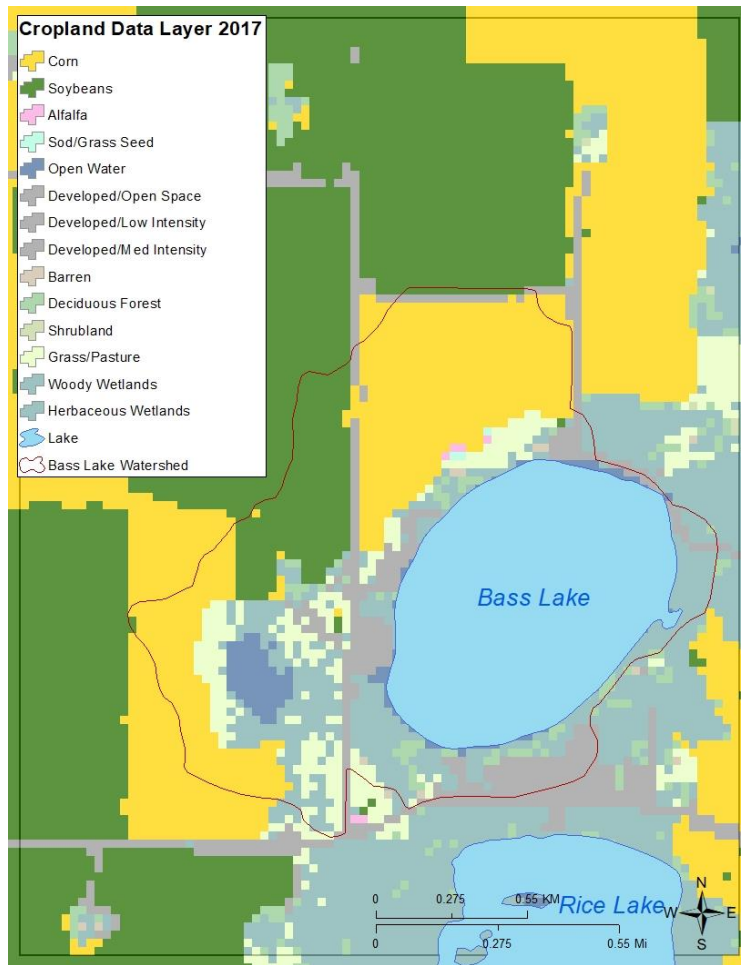 Cropland Data Layer 2017
Corn
Soybeans
Alfalfa
Sod/Grass Seed
Open Water
Developed/Open Space
Developed/Low Intensity
Developed/Med Intensity
Barren
Deciduous Forest
Shrubland
Grass/Pasture
Woody Wetlands
Herbaceous Wetlands
Lake
Bass Lake Watershed
Bass Lake
Rice Lake
N
W E
S
0 0.275 0.55 KM
0 0.275 0.55 Mi